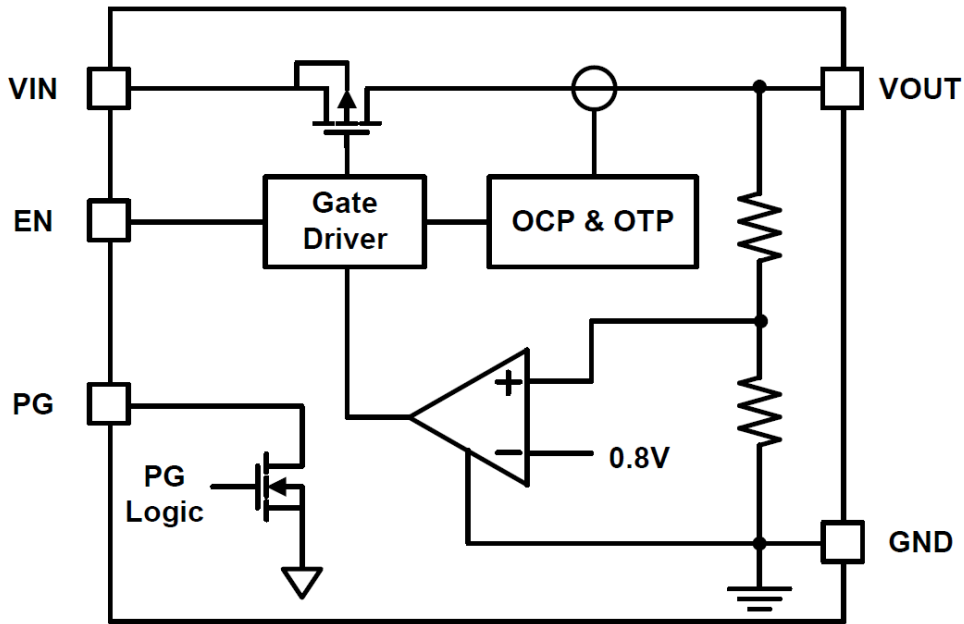 VIN
VOUT
Gate
Driver
OCP & OTP
EN
+
PG
−
0.8V
PG
Logic
GND